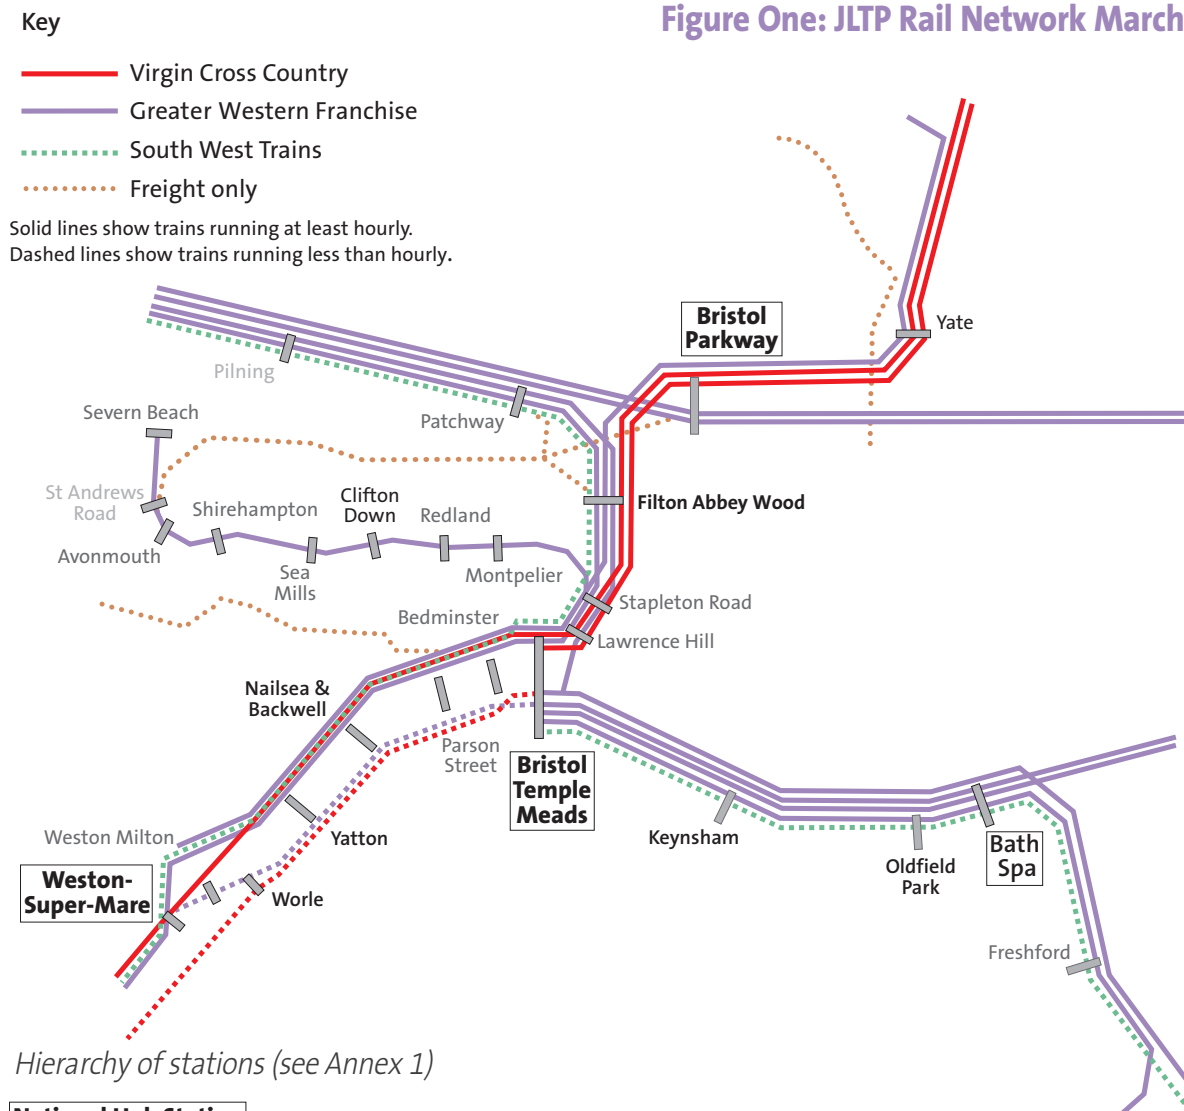 Key
Figure One: JLTP Rail Network March
Virgin Cross Country
Greater Western Franchise
South West Trains
Freight only
Solid lines show trains running at least hourly.
Dashed lines show trains running less than hourly.
Bristol
Parkway
Yate
Pilning
Patchway
Severn Beach
St Andrews
Road
Shirehampton
Clifton
Down
Redland
Filton Abbey Wood
Avonmouth
Sea
Mills
Montpelier
Stapleton Road
Bedminster
Lawrence Hill
Nailsea &
Backwell
Parson
Street
Bristol
Temple
Meads
Weston Milton
Yatton
Keynsham
Bath
Spa
Oldfield
Park
Weston-
Super-Mare
Worle
Freshford
Hierarchy of stations (see Annex 1)
National Hub Station